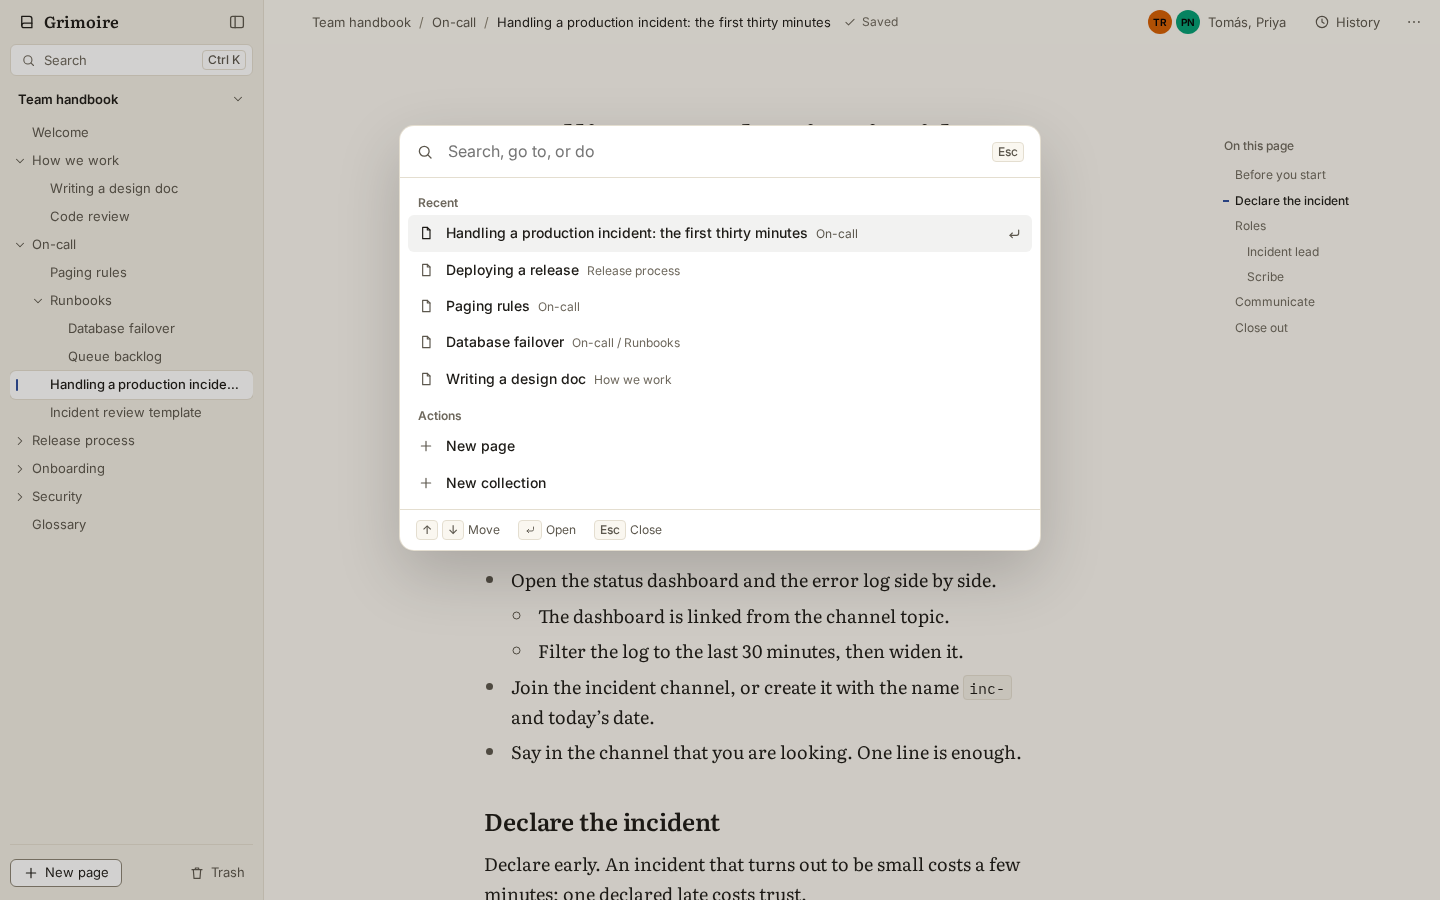 Grimoire
Search
Ctrl K
Team handbook
Welcome
How we work
Writing a design doc
Code review
On-call
Paging rules
Runbooks
Database failover
Queue backlog
Handling a production incide...
Incident review template
Release process
Onboarding
Security
Glossary
New page
Trash
Team handbook / On-call / Handling a production incident: the first thirty minutes
Saved
TR
PN
Tomás, Priya
History
Search, go to, or do
Esc
Recent
Handling a production incident: the first thirty minutes On-call
Deploying a release Release process
Paging rules On-call
Database failover On-call / Runbooks
Writing a design doc How we work
Actions
New page
New collection
Move
Open
Esc Close
Open the status dashboard and the error log side by side.
The dashboard is linked from the channel topic.
Filter the log to the last 30 minutes, then widen it.
Join the incident channel, or create it with the name inc-
and today’s date.
Say in the channel that you are looking. One line is enough.
Declare the incident
Declare early. An incident that turns out to be small costs a few
minutes; one declared late costs trust.
On this page
Before you start
Declare the incident
Roles
Incident lead
Scribe
Communicate
Close out